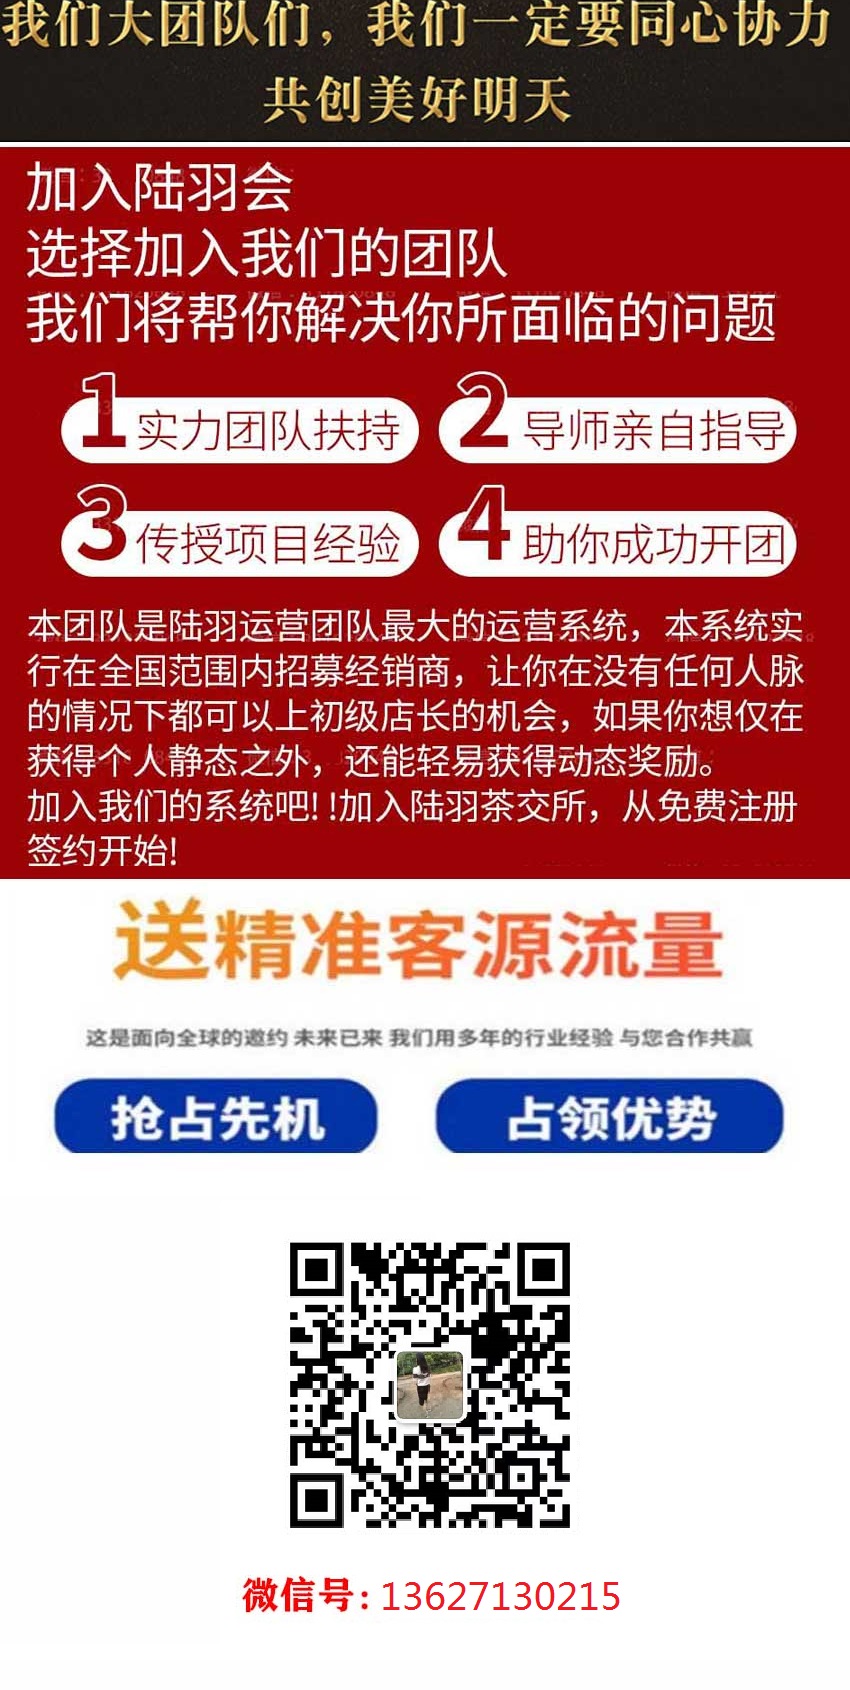 我们大团队们，我们一定要同心协力
共创美好明天
加入陆羽会
选择加入我们的团队
我们将帮你解决你所面临的问题
1 实力团队扶持
2 导师亲自指导
3 传授项目经验
4 助你成功开团
本团队是陆羽运营团队最大的运营系统，本系统实
行在全国范围内招募经销商，让你在没有任何人脉
的情况下都可以上初级店长的机会，如果你想仅在
获得个人静态之外，还能轻易获得动态奖励。
加入我们的系统吧！！加入陆羽茶交所，从免费注册
签约开始！
送精准客源流量
这是面向全球的邀约 未来已来 我们用多年的行业经验 与您合作共赢
抢占先机
占领优势
微信号：13627130215